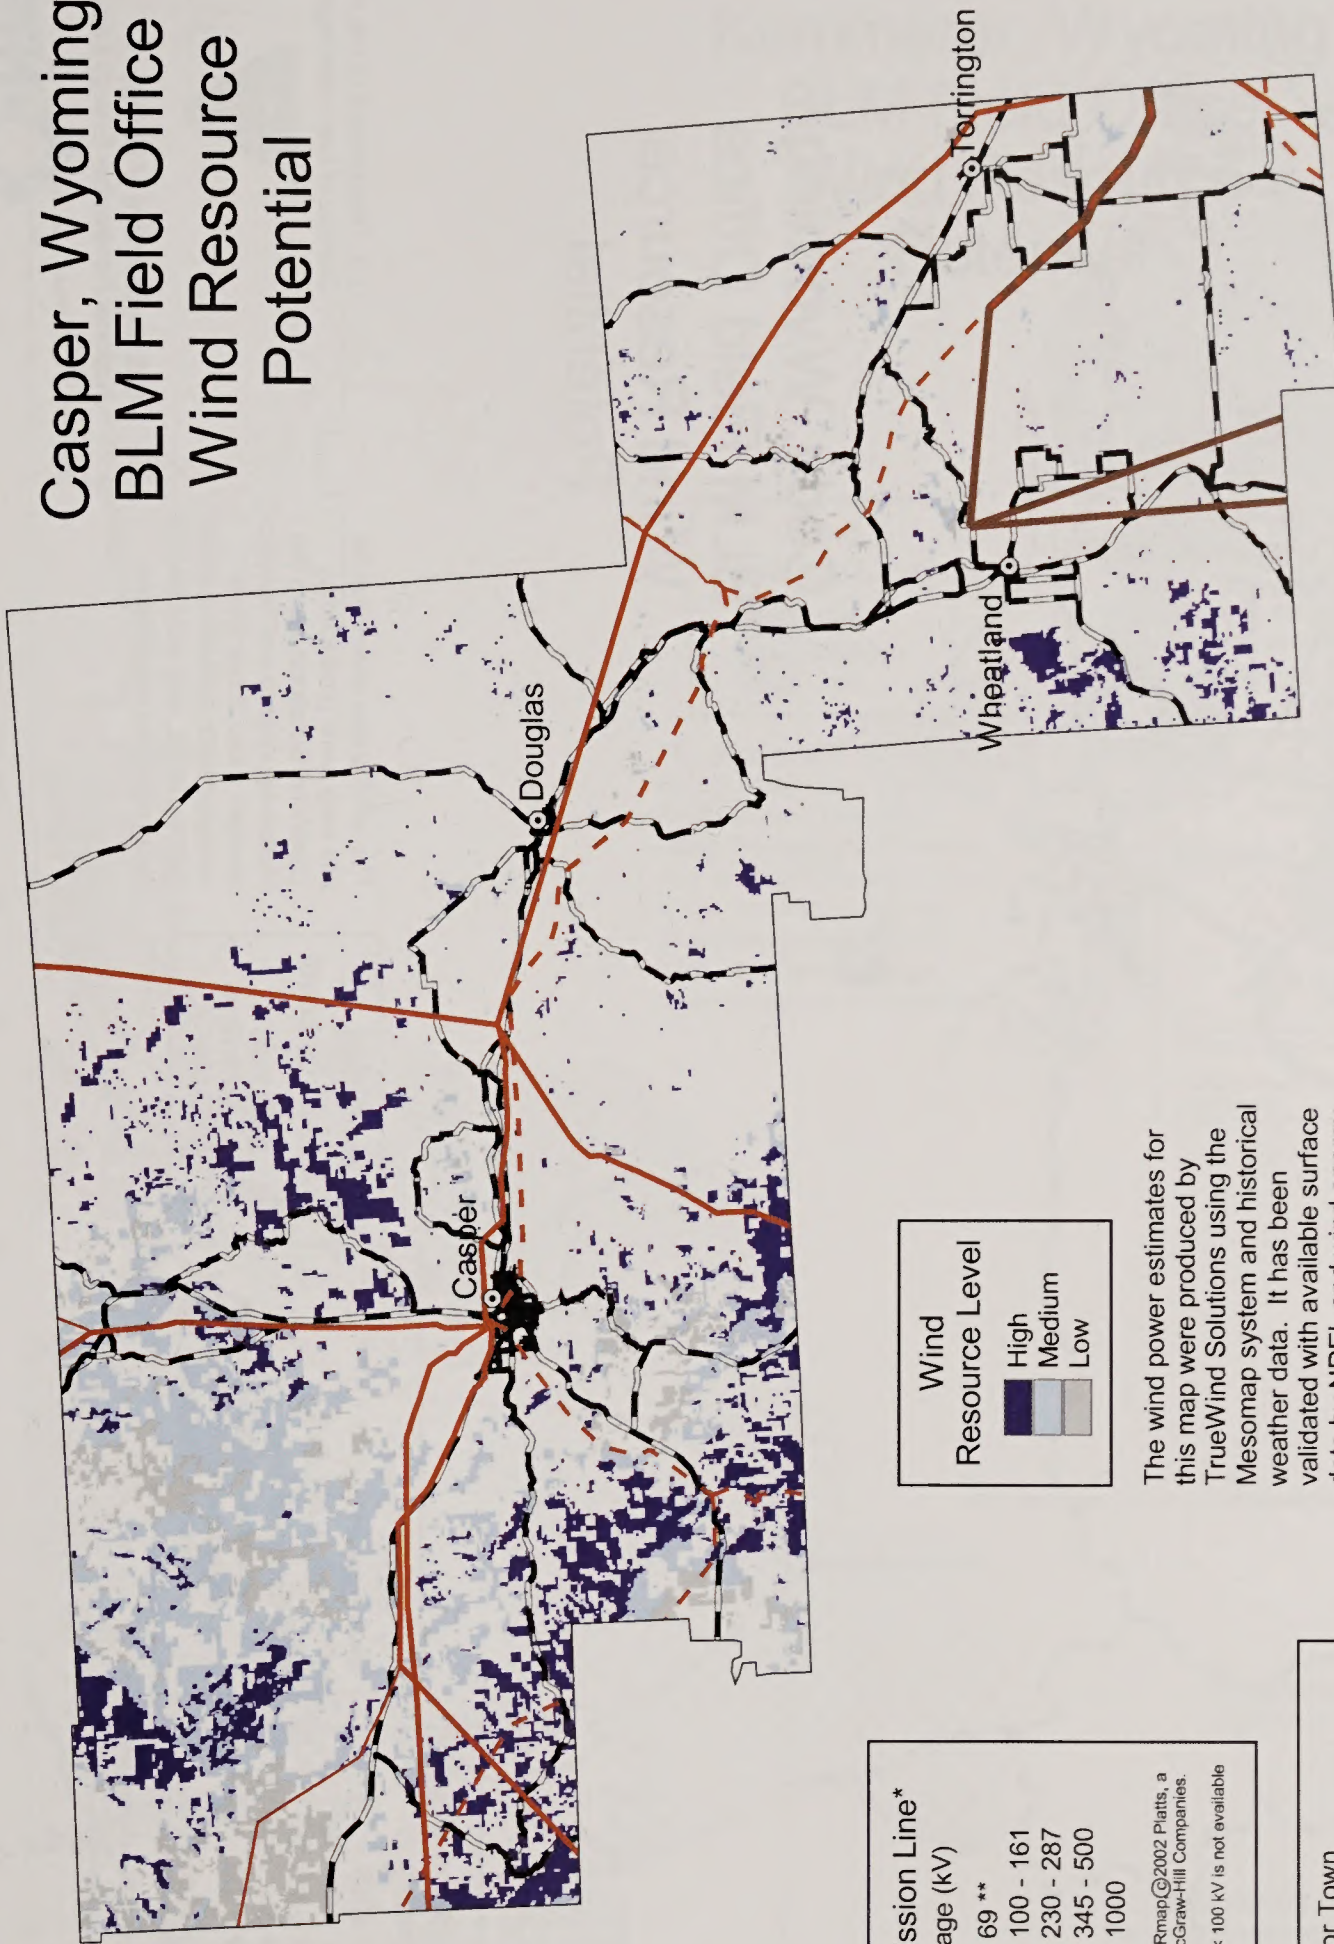 Casper, Wyoming
BLM Field Office
Wind Resource
Potential
Torrington
Douglas
Casper
Wheatland
Wind
Resource Level
High
Medium
Low
The wind power estimates for
this map were produced by
TrueWind Solutions using the
Mesomap system and historical
weather data. It has been
validated with available surface
ssion Line*
age (kV)
69 **
100 - 161
230 - 287
345 - 500
1000
Rmap©2002 Platts, a
cGraw-Hill Companies.
< 100 kV is not available
or Town